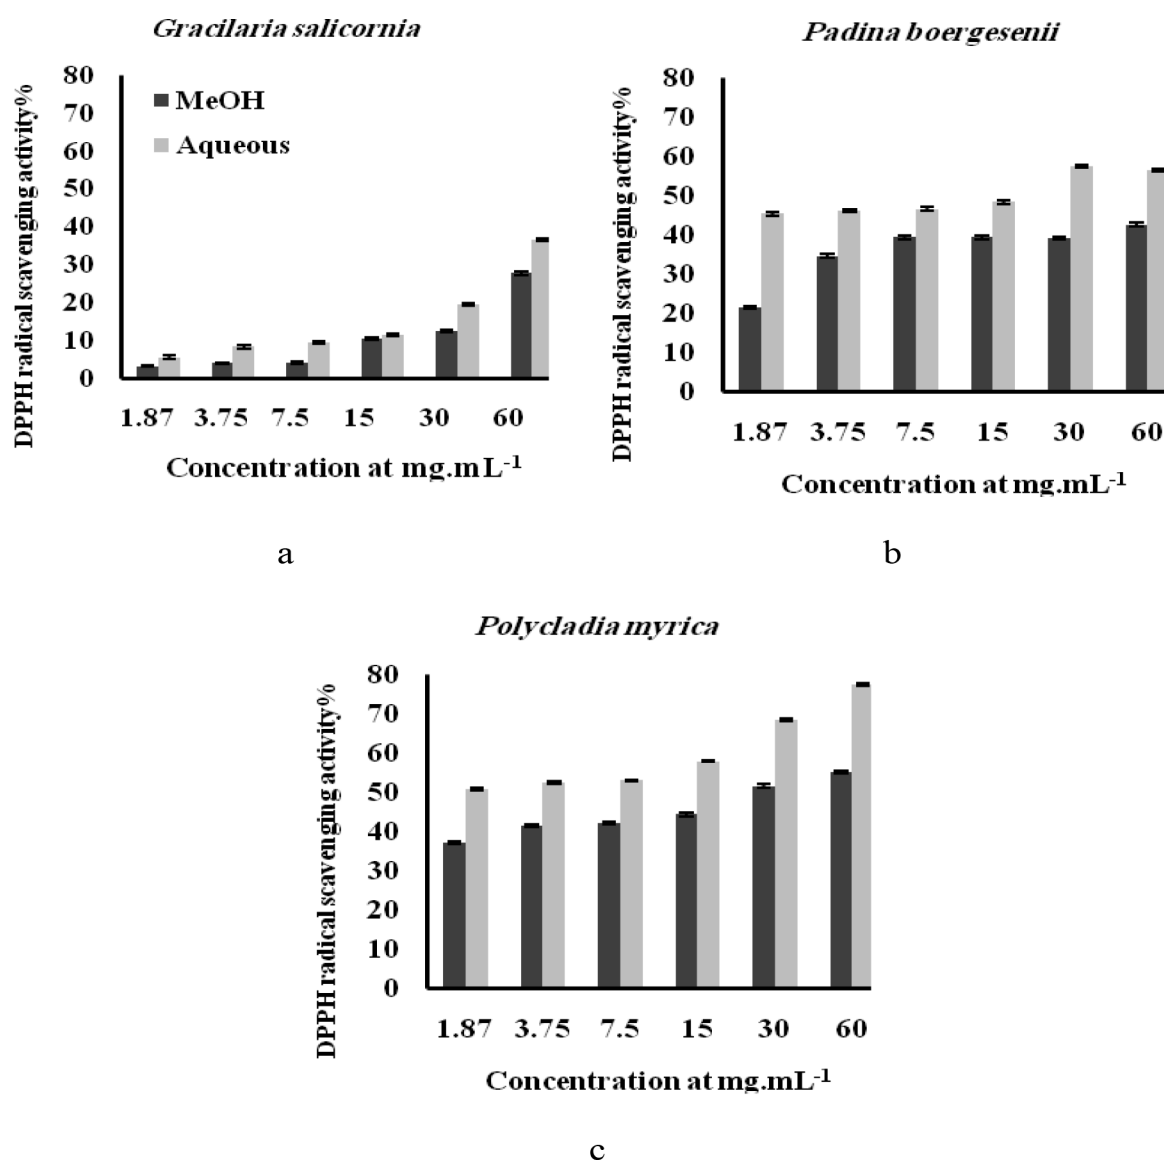 Gracilaria salicornia
DPPH radical scavenging activity%
80
70
60
50
40
30
20
10
0
MeOH
Aqueous
1.87 3.75 7.5 15 30 60
Concentration at mg.mL-1
a
Padina boergesenii
DPPH radical scavenging activity%
80
70
60
50
40
30
20
10
0
1.87 3.75 7.5 15 30 60
Concentration at mg.mL-1
b
Polycladia myrica
DPPH radical scavenging activity%
80
70
60
50
40
30
20
10
0
1.87 3.75 7.5 15 30 60
Concentration at mg.mL-1
c